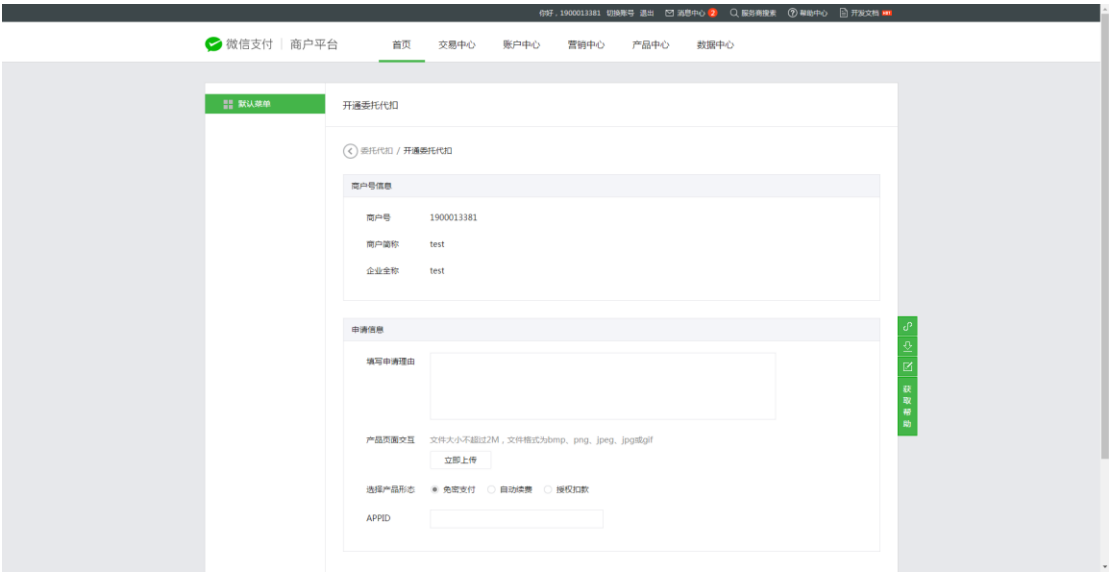 你好，1900013381 切换账号 退出 消息中心 2 服务商搜索 帮助中心 开发文档 HOT
微信支付 商户平台 首页 交易中心 账户中心 营销中心 产品中心 数据中心
默认菜单
开通委托代扣
委托代扣 / 开通委托代扣
商户号信息
商户号 1900013381
商户简称 test
企业全称 test
申请信息
填写申请理由
产品页面交互 文件大小不超过2M，文件格式为bmp、png、jpeg、jpg或gif
立即上传
选择产品形态 免密支付 自动续费 授权扣款
APPID
获取帮助